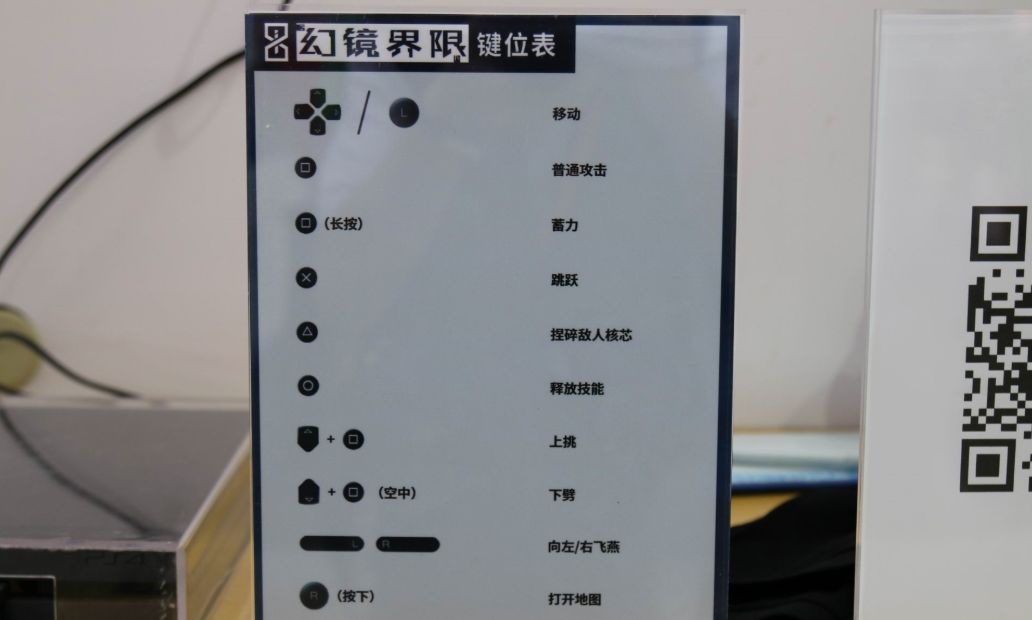 幻镜界限 键位表
/ L 移动
普通攻击
(长按) 蓄力
跳跃
捏碎敌人核芯
释放技能
+ 上挑
+ (空中) 下劈
L R 向左/右飞燕
R (按下) 打开地图
PS4